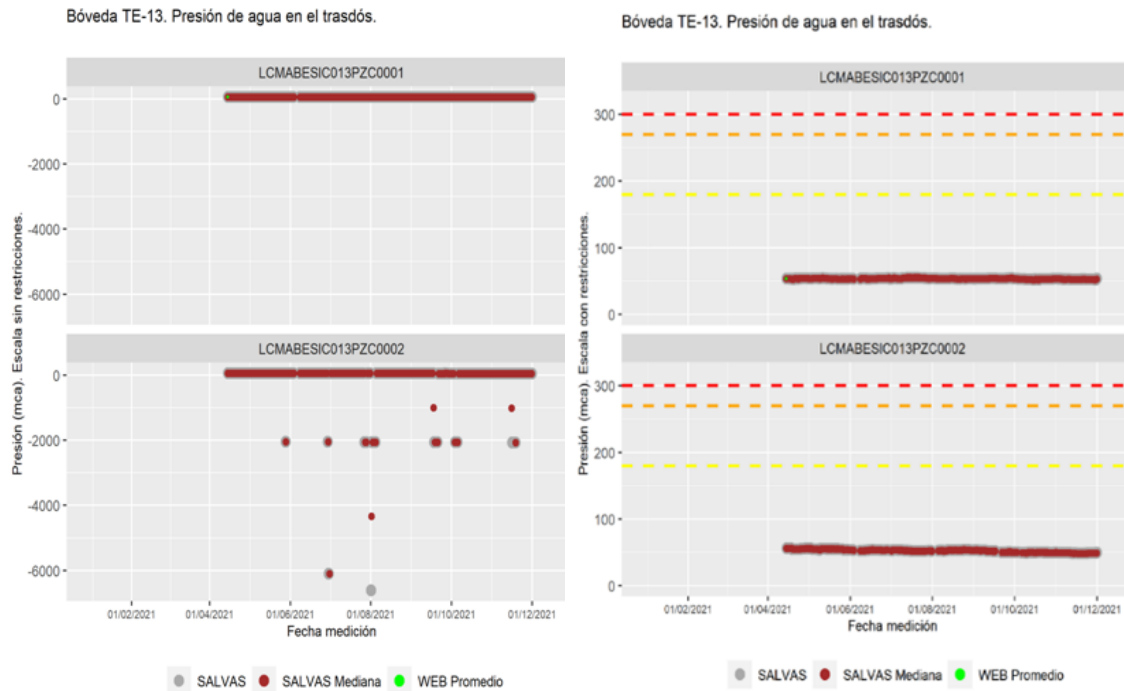 Bóveda TE-13. Presión de agua en el trasdós.
LCMABESIC013PZC0001
0
-2000
-4000
-6000
LCMABESIC013PZC0002
0
-2000
-4000
-6000
Presión (mca). Escala sin restricciones.
01/02/2021 01/04/2021 01/06/2021 01/08/2021 01/10/2021 01/12/2021
Fecha medición
SALVAS SALVAS Mediana WEB Promedio
Bóveda TE-13. Presión de agua en el trasdós.
LCMABESIC013PZC0001
300
200
100
0
LCMABESIC013PZC0002
300
200
100
0
Presión (mca). Escala con restricciones.
01/02/2021 01/04/2021 01/06/2021 01/08/2021 01/10/2021 01/12/2021
Fecha medición
SALVAS SALVAS Mediana WEB Promedio